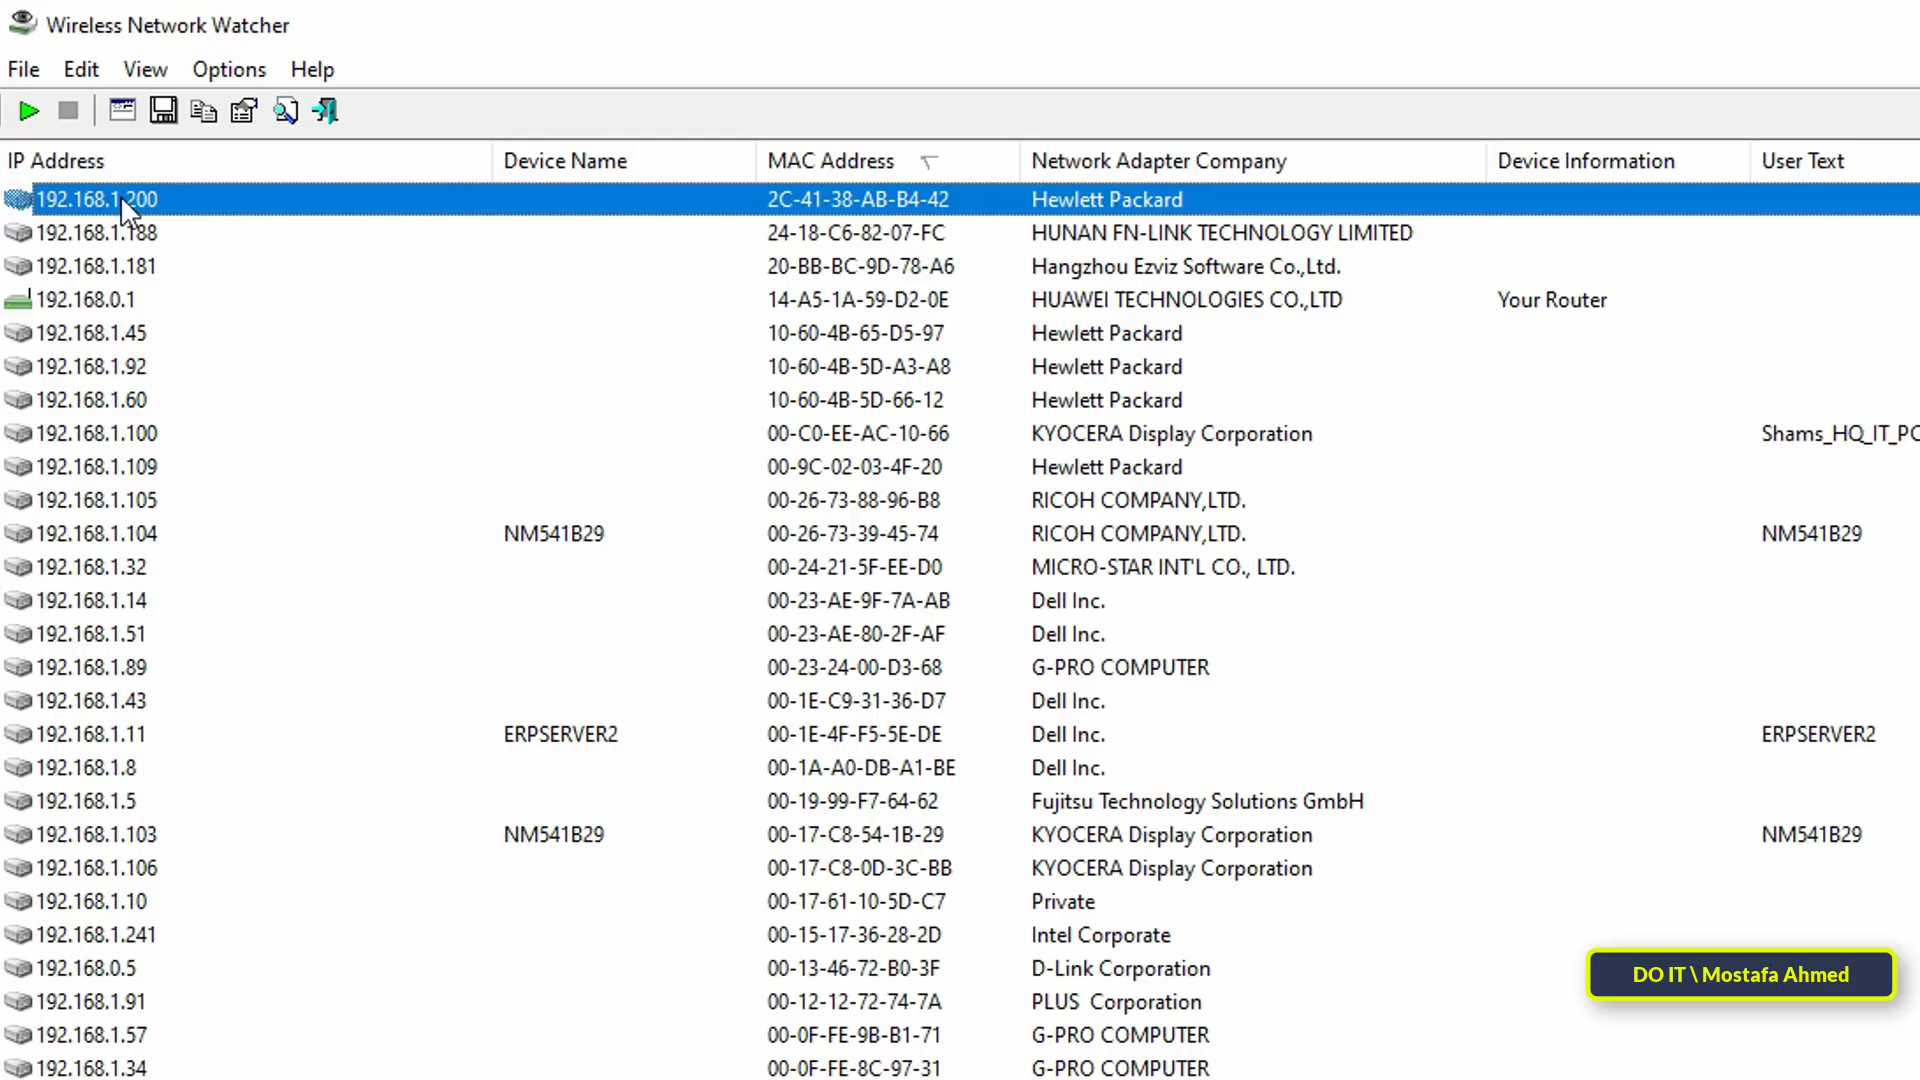 Wireless Network Watcher
File Edit View Options Help
IP Address Device Name MAC Address Network Adapter Company Device Information User Text
192.168.1.200 2C-41-38-AB-B4-42 Hewlett Packard
192.168.1.188 24-18-C6-82-07-FC HUNAN FN-LINK TECHNOLOGY LIMITED
192.168.1.181 20-BB-BC-9D-78-A6 Hangzhou Ezviz Software Co.,Ltd.
192.168.0.1 14-A5-1A-59-D2-0E HUAWEI TECHNOLOGIES CO.,LTD Your Router
192.168.1.45 10-60-4B-65-D5-97 Hewlett Packard
192.168.1.92 10-60-4B-5D-A3-A8 Hewlett Packard
192.168.1.60 10-60-4B-5D-66-12 Hewlett Packard
192.168.1.100 00-C0-EE-AC-10-66 KYOCERA Display Corporation Shams_HQ_IT_PC
192.168.1.109 00-9C-02-03-4F-20 Hewlett Packard
192.168.1.105 00-26-73-88-96-B8 RICOH COMPANY,LTD.
192.168.1.104 NM541B29 00-26-73-39-45-74 RICOH COMPANY,LTD. NM541B29
192.168.1.32 00-24-21-5F-EE-D0 MICRO-STAR INT'L CO., LTD.
192.168.1.14 00-23-AE-9F-7A-AB Dell Inc.
192.168.1.51 00-23-AE-80-2F-AF Dell Inc.
192.168.1.89 00-23-24-00-D3-68 G-PRO COMPUTER
192.168.1.43 00-1E-C9-31-36-D7 Dell Inc.
192.168.1.11 ERPSERVER2 00-1E-4F-F5-5E-DE Dell Inc. ERPSERVER2
192.168.1.8 00-1A-A0-DB-A1-BE Dell Inc.
192.168.1.5 00-19-99-F7-64-62 Fujitsu Technology Solutions GmbH
192.168.1.103 NM541B29 00-17-C8-54-1B-29 KYOCERA Display Corporation NM541B29
192.168.1.106 00-17-C8-0D-3C-BB KYOCERA Display Corporation
192.168.1.10 00-17-61-10-5D-C7 Private
192.168.1.241 00-15-17-36-28-2D Intel Corporate
192.168.0.5 00-13-46-72-B0-3F D-Link Corporation
192.168.1.91 00-12-12-72-74-7A PLUS  Corporation
192.168.1.57 00-0F-FE-9B-B1-71 G-PRO COMPUTER
192.168.1.34 00-0F-FE-8C-97-31 G-PRO COMPUTER
DO IT \ Mostafa Ahmed